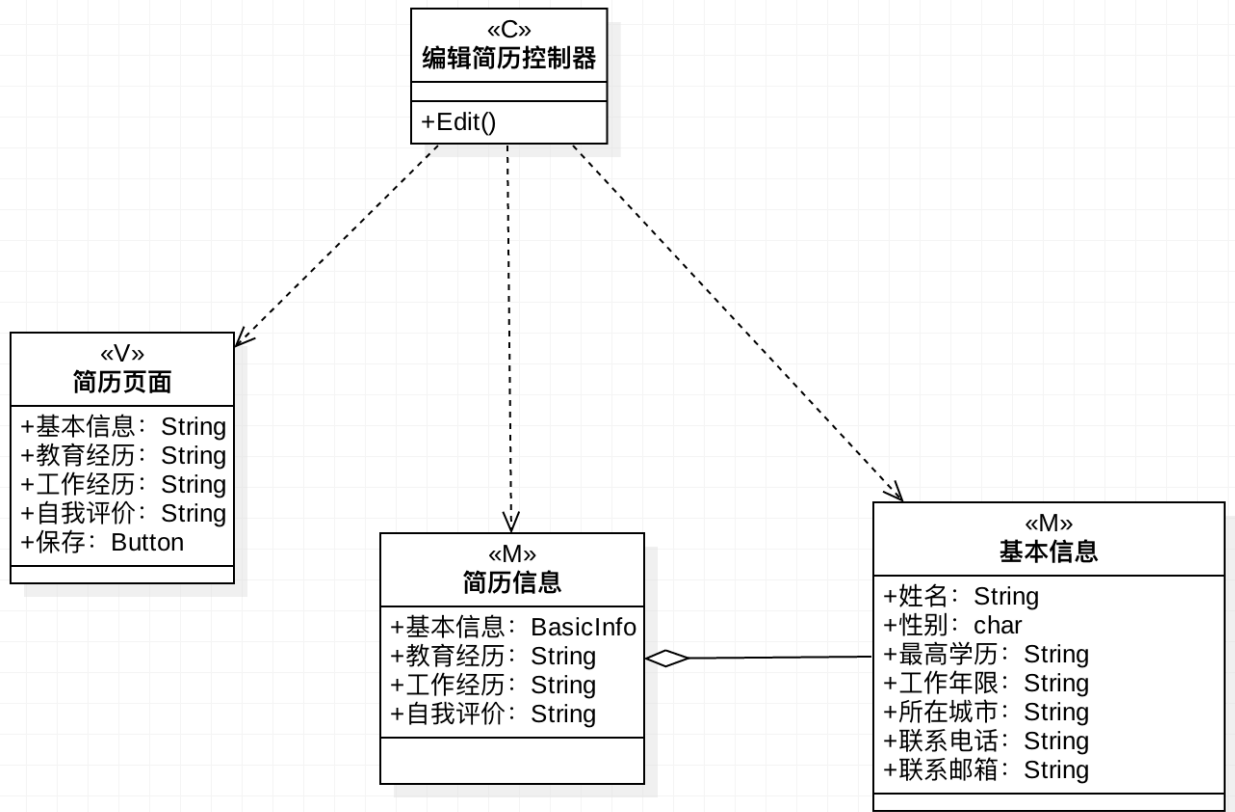 «C»
编辑简历控制器
+Edit()
«V»
简历页面
+基本信息：String
+教育经历：String
+工作经历：String
+自我评价：String
+保存：Button
«M»
简历信息
+基本信息：BasicInfo
+教育经历：String
+工作经历：String
+自我评价：String
«M»
基本信息
+姓名：String
+性别：char
+最高学历：String
+工作年限：String
+所在城市：String
+联系电话：String
+联系邮箱：String